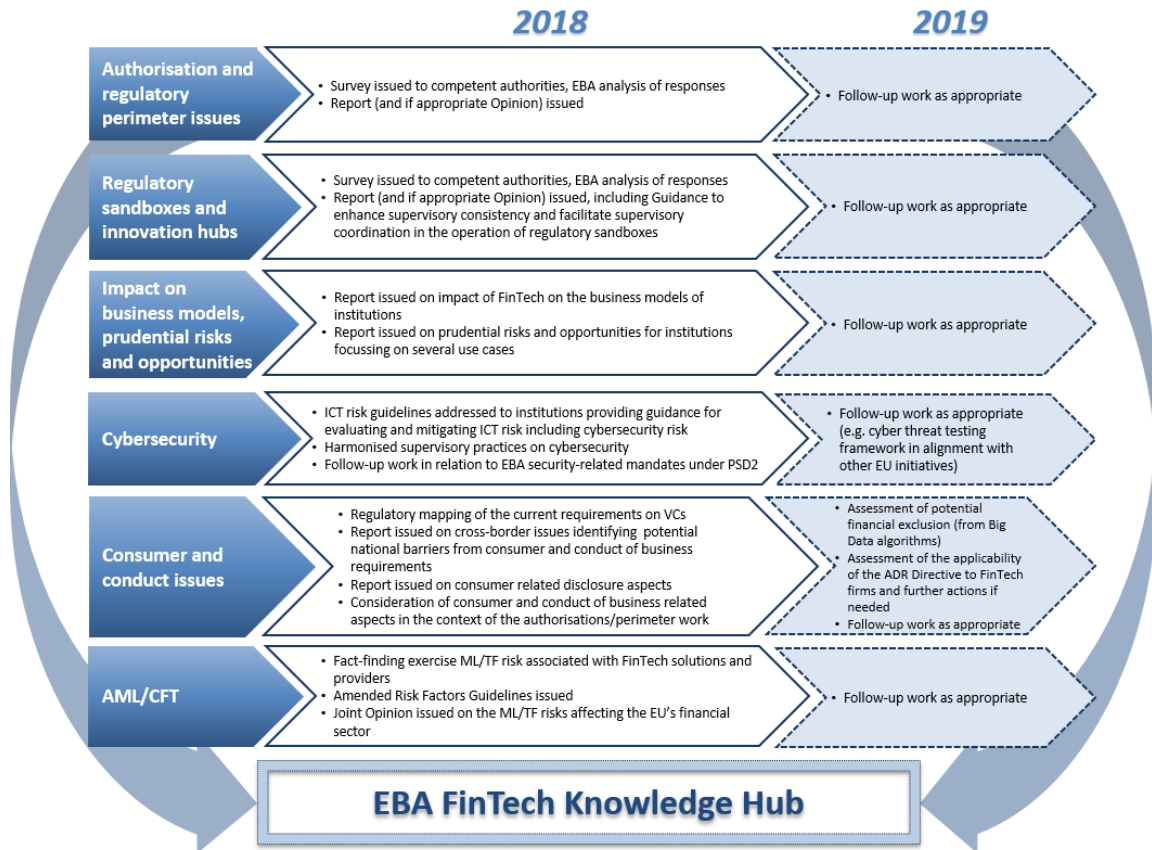 2018
2019
Authorisation and
regulatory
perimeter issues
• Survey issued to competent authorities, EBA analysis of responses
• Report (and if appropriate Opinion) issued
• Follow-up work as appropriate
Regulatory
sandboxes and
innovation hubs
• Survey issued to competent authorities, EBA analysis of responses
• Report (and if appropriate Opinion) issued, including Guidance to
enhance supervisory consistency and facilitate supervisory
coordination in the operation of regulatory sandboxes
• Follow-up work as appropriate
Impact on
business models,
prudential risks
and opportunities
• Report issued on impact of FinTech on the business models of
institutions
• Report issued on prudential risks and opportunities for institutions
focussing on several use cases
• Follow-up work as appropriate
Cybersecurity
• ICT risk guidelines addressed to institutions providing guidance for
evaluating and mitigating ICT risk including cybersecurity risk
• Harmonised supervisory practices on cybersecurity
• Follow-up work in relation to EBA security-related mandates under PSD2
• Follow-up work as appropriate
(e.g. cyber threat testing
framework in alignment with
other EU initiatives)
Consumer and
conduct issues
• Regulatory mapping of the current requirements on VCs
• Report issued on cross-border issues identifying potential
national barriers from consumer and conduct of business
requirements
• Report issued on consumer related disclosure aspects
• Consideration of consumer and conduct of business related
aspects in the context of the authorisations/perimeter work
• Assessment of potential
financial exclusion (from Big
Data algorithms)
• Assessment of the applicability
of the ADR Directive to FinTech
firms and further actions if
needed
• Follow-up work as appropriate
AML/CFT
• Fact-finding exercise ML/TF risk associated with FinTech solutions and
providers
• Amended Risk Factors Guidelines issued
• Joint Opinion issued on the ML/TF risks affecting the EU's financial
sector
• Follow-up work as appropriate
EBA FinTech Knowledge Hub